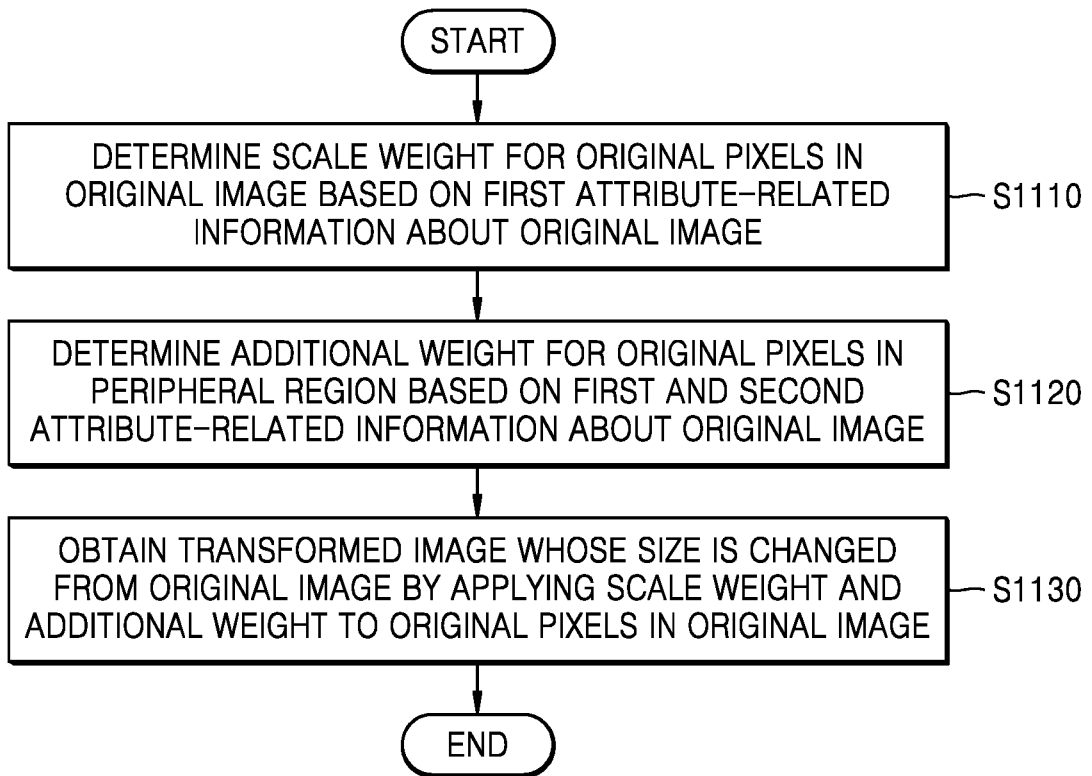 START
DETERMINE SCALE WEIGHT FOR ORIGINAL PIXELS IN
ORIGINAL IMAGE BASED ON FIRST ATTRIBUTE-RELATED
INFORMATION ABOUT ORIGINAL IMAGE
S1110
DETERMINE ADDITIONAL WEIGHT FOR ORIGINAL PIXELS IN
PERIPHERAL REGION BASED ON FIRST AND SECOND
ATTRIBUTE-RELATED INFORMATION ABOUT ORIGINAL IMAGE
S1120
OBTAIN TRANSFORMED IMAGE WHOSE SIZE IS CHANGED
FROM ORIGINAL IMAGE BY APPLYING SCALE WEIGHT AND
ADDITIONAL WEIGHT TO ORIGINAL PIXELS IN ORIGINAL IMAGE
S1130
END